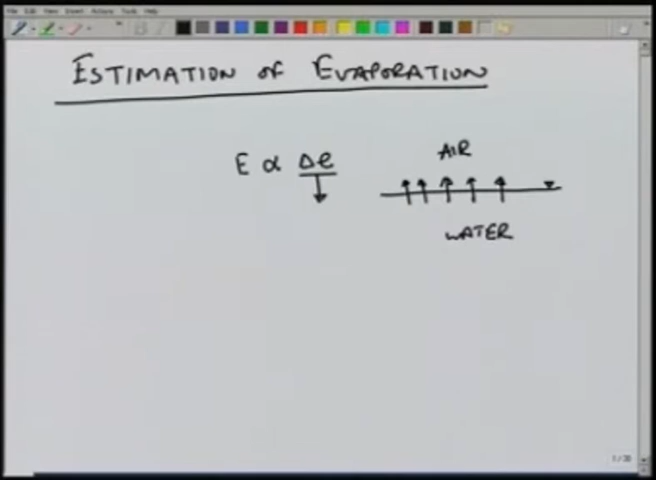 ESTIMATION OF EVAPORATION
E ∝ Δe
AIR
WATER